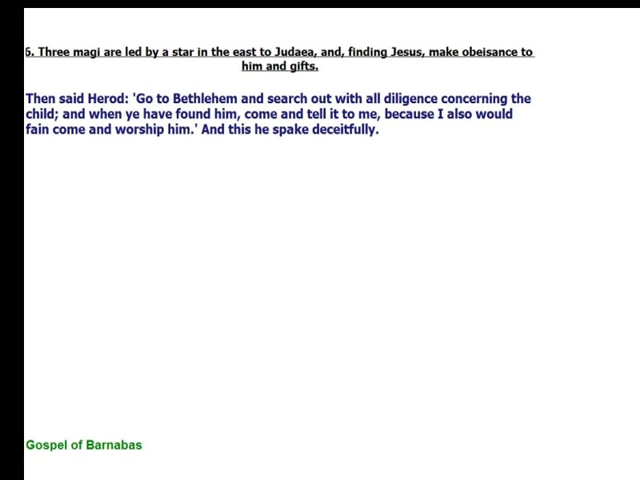 6. Three magi are led by a star in the east to Judaea, and, finding Jesus, make obeisance to
him and gifts.
Then said Herod: 'Go to Bethlehem and search out with all diligence concerning the
child; and when ye have found him, come and tell it to me, because I also would
fain come and worship him.' And this he spake deceitfully.
Gospel of Barnabas